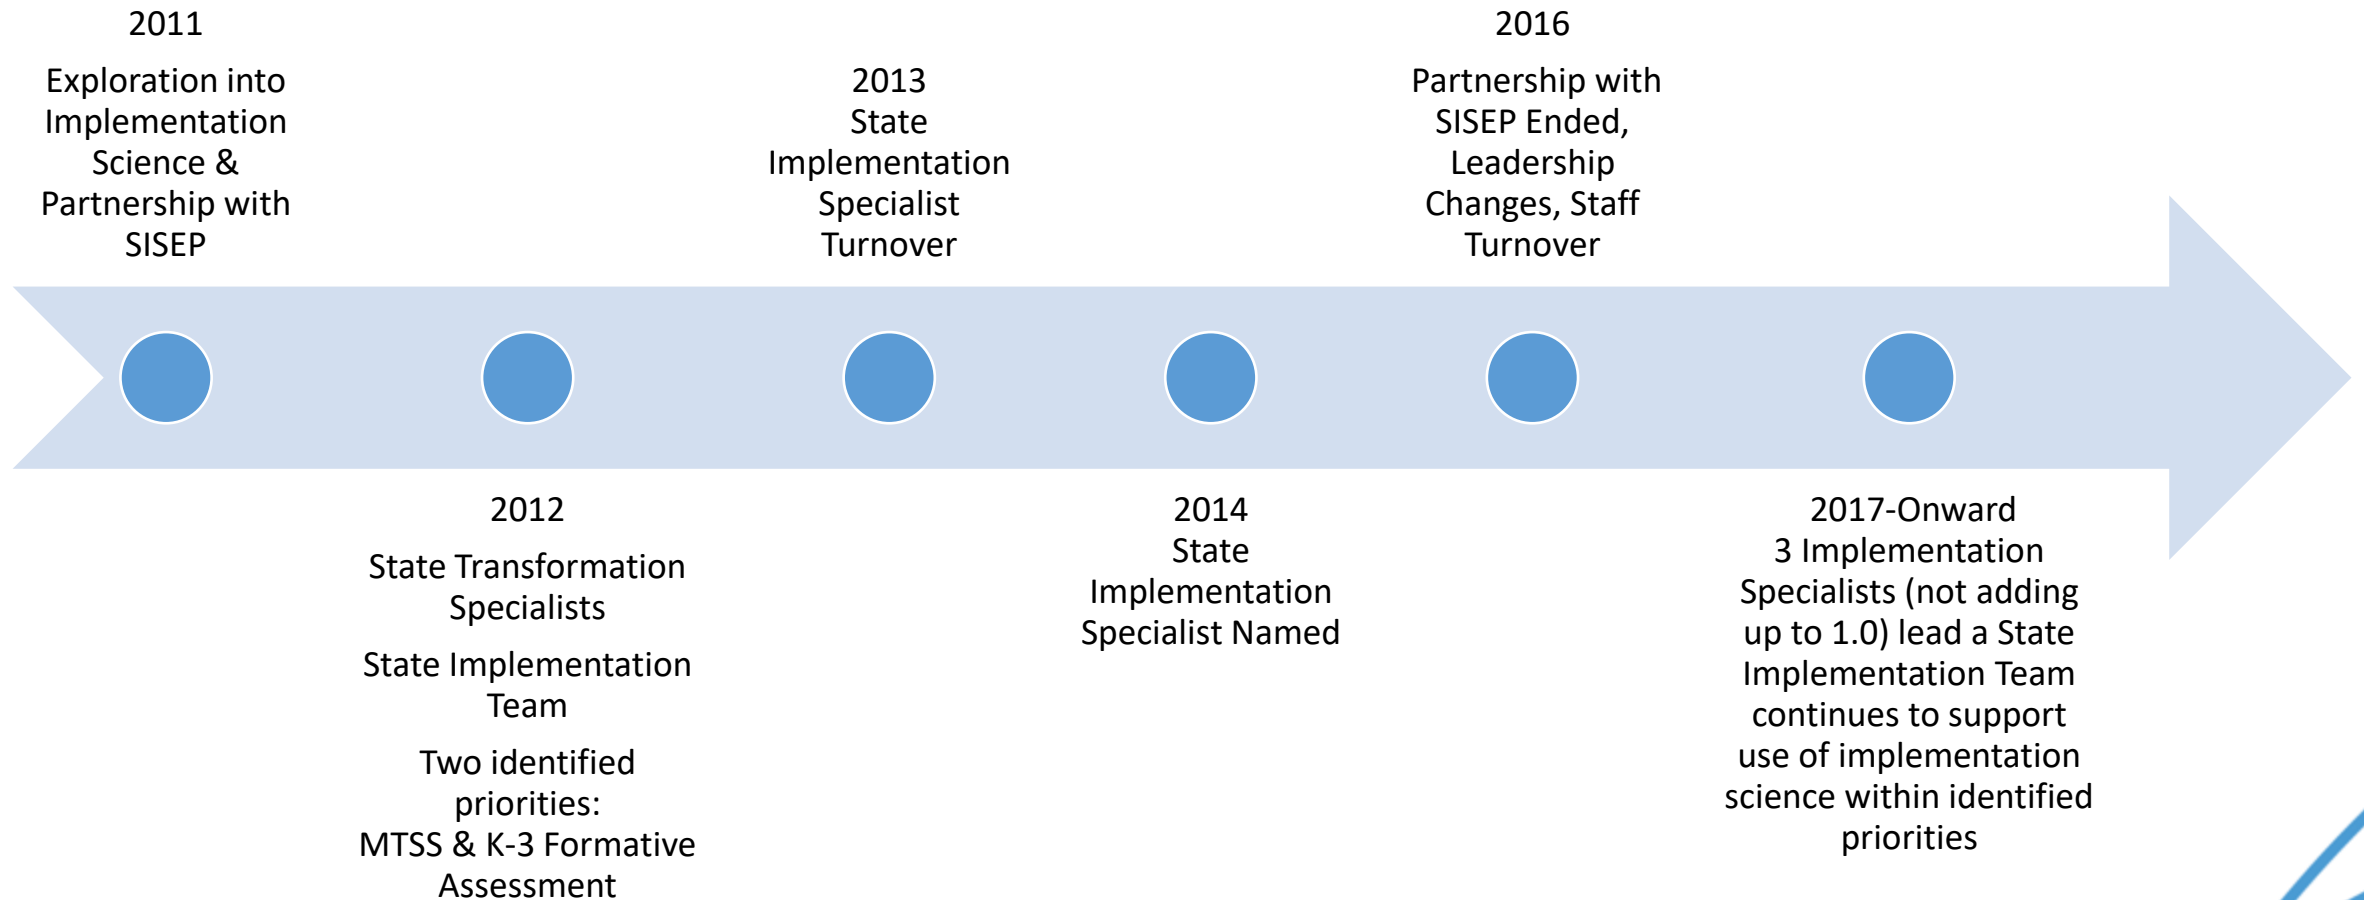 2011
Exploration into
Implementation
Science &
Partnership with
SISEP
2012
State Transformation
Specialists
State Implementation
Team
Two identified
priorities:
MTSS & K-3 Formative
Assessment
2013
State
Implementation
Specialist
Turnover
2014
State
Implementation
Specialist Named
2016
Partnership with
SISEP Ended,
Leadership
Changes, Staff
Turnover
2017-Onward
3 Implementation
Specialists (not adding
up to 1.0) lead a State
Implementation Team
continues to support
use of implementation
science within identified
priorities